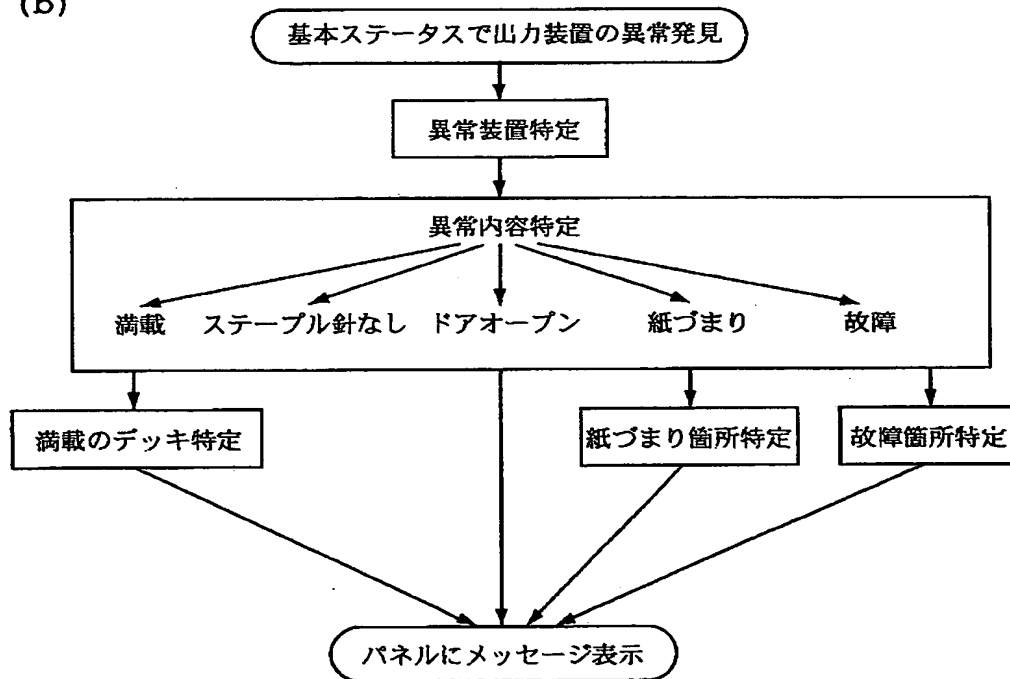 (b)
基本ステータスで出力装置の異常発見
異常装置特定
異常内容特定
満載 ステープル針なし ドアオープン 紙づまり 故障
満載のデッキ特定 紙づまり箇所特定 故障箇所特定
パネルにメッセージ表示